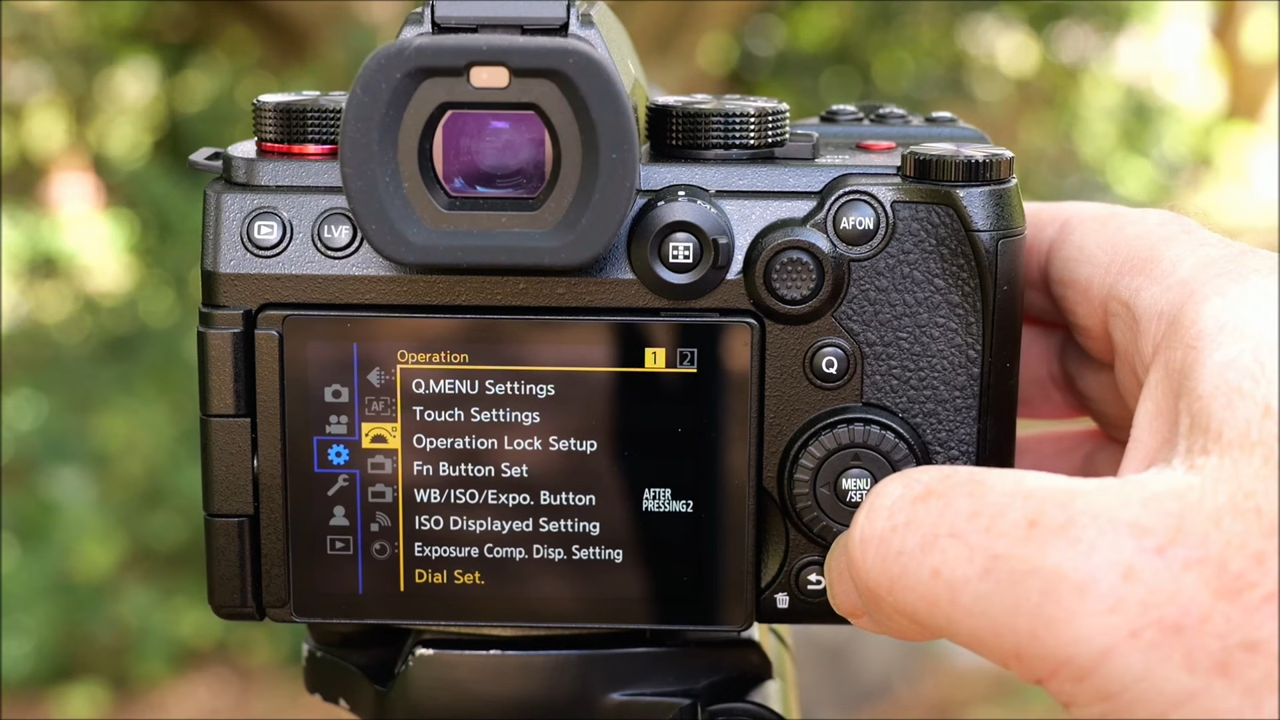 LVF
AFON
Q
MENU
/SET
Operation
1 2
AF
Q.MENU Settings
Touch Settings
Operation Lock Setup
Fn Button Set
WB/ISO/Expo. Button
AFTER
PRESSING2
ISO Displayed Setting
Exposure Comp. Disp. Setting
Dial Set.